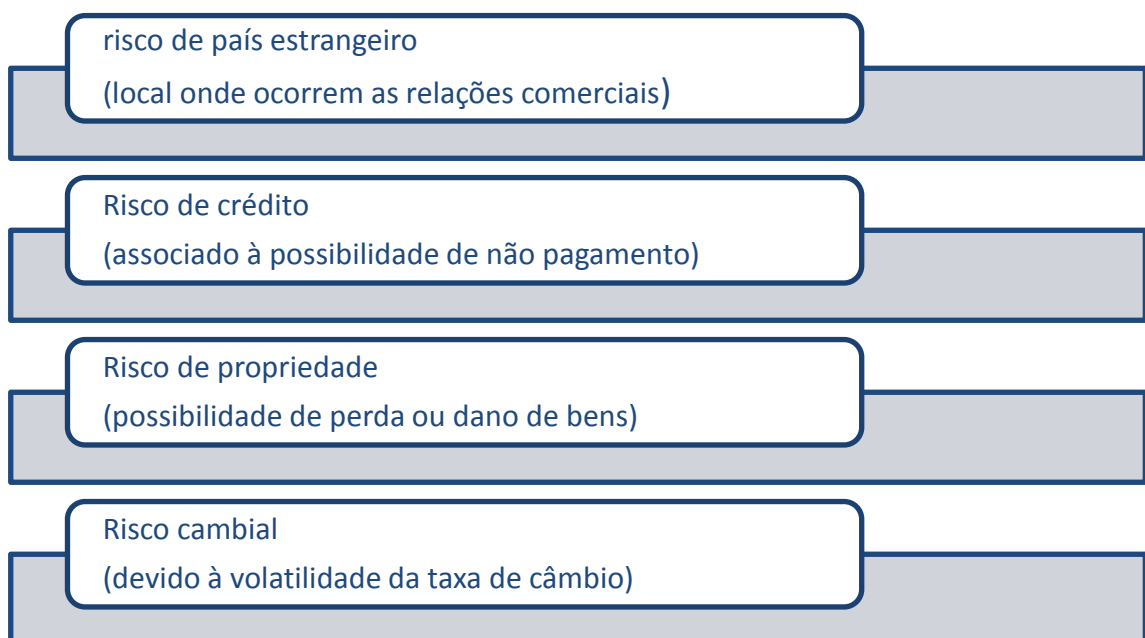 risco de país estrangeiro
(local onde ocorrem as relações comerciais)
Risco de crédito
(associado à possibilidade de não pagamento)
Risco de propriedade
(possibilidade de perda ou dano de bens)
Risco cambial
(devido à volatilidade da taxa de câmbio)